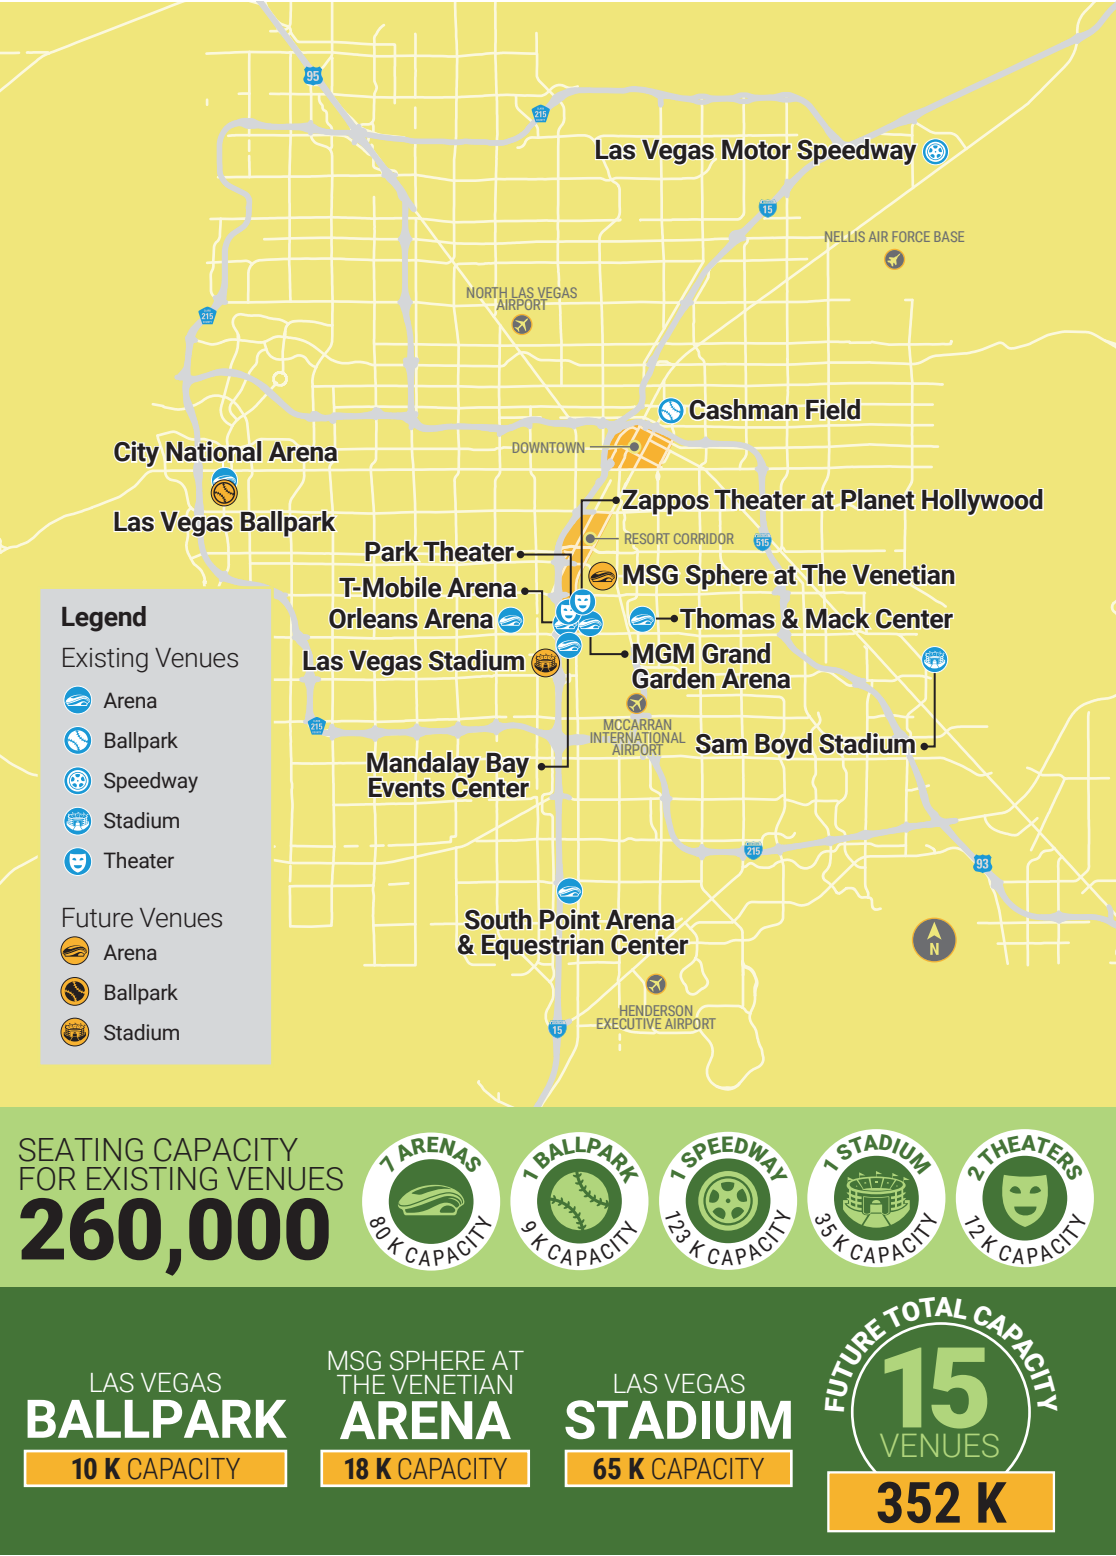 95
215
Las Vegas Motor Speedway
15
NELLIS AIR FORCE BASE
NORTH LAS VEGAS
AIRPORT
215
Cashman Field
DOWNTOWN
City National Arena
Las Vegas Ballpark
Zappos Theater at Planet Hollywood
RESORT CORRIDOR
515
Park Theater
MSG Sphere at The Venetian
T-Mobile Arena
Orleans Arena
Thomas & Mack Center
Las Vegas Stadium
MGM Grand
Garden Arena
215
MCCARRAN
INTERNATIONAL
AIRPORT
Sam Boyd Stadium
Mandalay Bay
Events Center
215
93
South Point Arena
& Equestrian Center
N
HENDERSON
EXECUTIVE AIRPORT
15
Legend
Existing Venues
Arena
Ballpark
Speedway
Stadium
Theater
Future Venues
Arena
Ballpark
Stadium
SEATING CAPACITY
FOR EXISTING VENUES
260,000
7 ARENAS
80 K CAPACITY
1 BALLPARK
9 K CAPACITY
1 SPEEDWAY
123 K CAPACITY
1 STADIUM
35 K CAPACITY
2 THEATERS
12 K CAPACITY
LAS VEGAS
BALLPARK
10 K CAPACITY
MSG SPHERE AT
THE VENETIAN
ARENA
18 K CAPACITY
LAS VEGAS
STADIUM
65 K CAPACITY
FUTURE TOTAL CAPACITY
15
VENUES
352 K